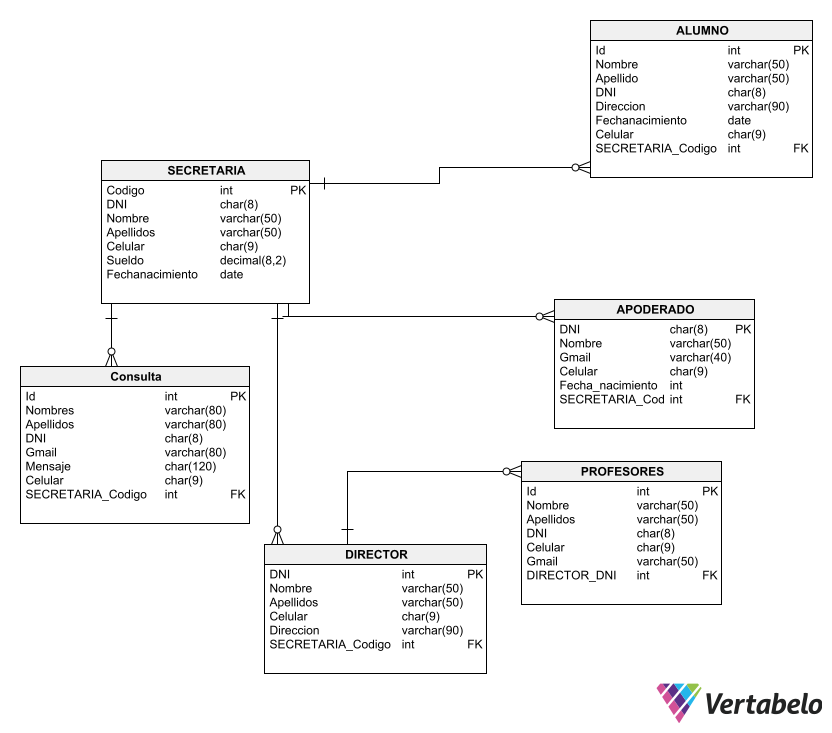 ALUMNO
Id int PK
Nombre varchar(50)
Apellido varchar(50)
DNI char(8)
Direccion varchar(90)
Fechanacimiento date
Celular char(9)
SECRETARIA_Codigo int FK
SECRETARIA
Codigo int PK
DNI char(8)
Nombre varchar(50)
Apellidos varchar(50)
Celular char(9)
Sueldo decimal(8,2)
Fechanacimiento date
APODERADO
DNI char(8) PK
Nombre varchar(50)
Gmail varchar(40)
Celular char(9)
Fecha_nacimiento int
SECRETARIA_Cod int FK
Consulta
Id int PK
Nombres varchar(80)
Apellidos varchar(80)
DNI char(8)
Gmail varchar(80)
Mensaje char(120)
Celular char(9)
SECRETARIA_Codigo int FK
PROFESORES
Id int PK
Nombre varchar(50)
Apellidos varchar(50)
DNI char(8)
Celular char(9)
Gmail varchar(50)
DIRECTOR_DNI int FK
DIRECTOR
DNI int PK
Nombre varchar(50)
Apellidos varchar(50)
Celular char(9)
Direccion varchar(90)
SECRETARIA_Codigo int FK
Vertabelo